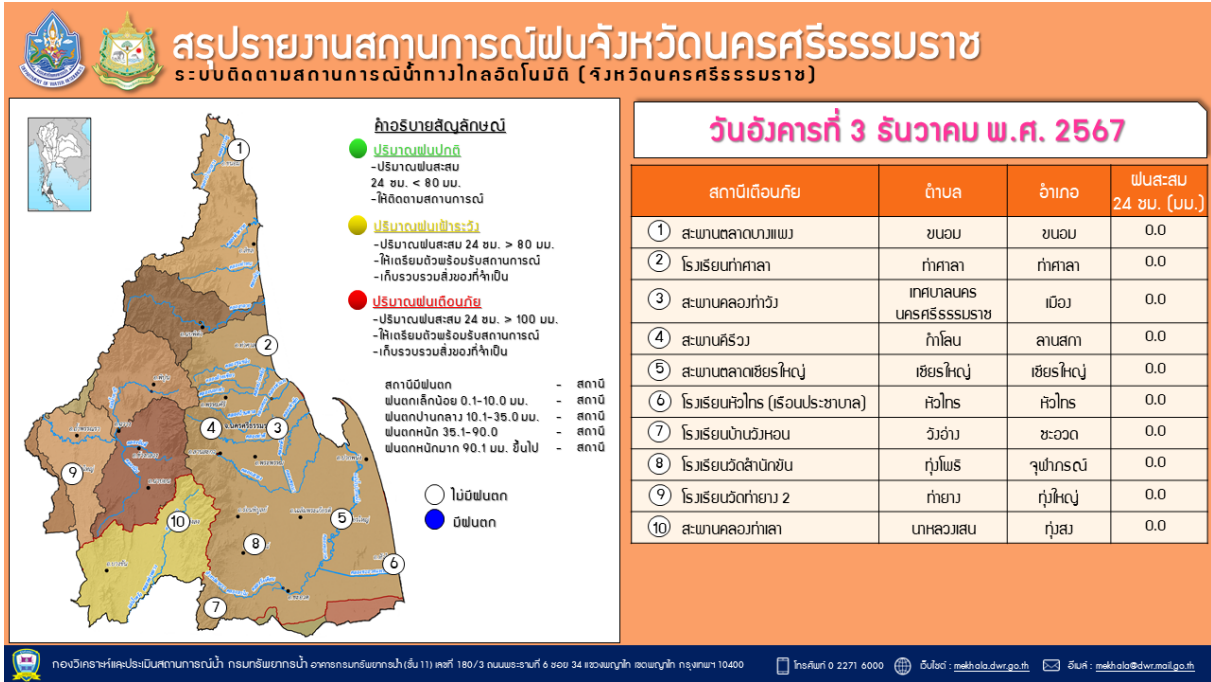 สรุปรายงานสถานการณ์ฝนจังหวัดนครศรีธรรมราช
ระบบติดตามสถานการณ์น้ำทางไกลอัตโนมัติ (จังหวัดนครศรีธรรมราช)
คำอธิบายสัญลักษณ์
ปริมาณฝนปกติ
-ปริมาณฝนสะสม
24 ชม. < 80 มม.
-ให้ติดตามสถานการณ์
ปริมาณฝนเฝ้าระวัง
-ปริมาณฝนสะสม 24 ชม. > 80 มม.
-ให้เตรียมตัวพร้อมรับสถานการณ์
-เก็บรวบรวมสิ่งของที่จำเป็น
ปริมาณฝนเตือนภัย
-ปริมาณฝนสะสม 24 ชม. > 100 มม.
-ให้เตรียมตัวพร้อมรับสถานการณ์
-เก็บรวบรวมสิ่งของที่จำเป็น
สถานีมีฝนตก - สถานี
ฝนตกเล็กน้อย 0.1-10.0 มม. - สถานี
ฝนตกปานกลาง 10.1-35.0 มม. - สถานี
ฝนตกหนัก 35.1-90.0 - สถานี
ฝนตกหนักมาก 90.1 มม. ขึ้นไป - สถานี
ไม่มีฝนตก
มีฝนตก
1
2
4
3
9
10
5
8
6
7
วันอังคารที่ 3 ธันวาคม พ.ศ. 2567
สถานีเตือนภัย ตำบล อำเภอ ฝนสะสม
24 ชม. (มม.)
1 สะพานตลาดบางแพง ขนอม ขนอม 0.0
2 โรงเรียนท่าศาลา ท่าศาลา ท่าศาลา 0.0
3 สะพานคลองท่าวัง เทศบาลนคร
นครศรีธรรมราช เมือง 0.0
4 สะพานคีรีวง กำโลน ลานสกา 0.0
5 สะพานตลาดเชียรใหญ่ เชียรใหญ่ เชียรใหญ่ 0.0
6 โรงเรียนหัวไทร (เรือนประชาบาล) หัวไทร หัวไทร 0.0
7 โรงเรียนบ้านวังหอน วังอ่าง ชะอวด 0.0
8 โรงเรียนวัดสำนักขัน ทุ่งโพธิ จุฬาภรณ์ 0.0
9 โรงเรียนวัดท่ายาง 2 ท่ายาง ทุ่งใหญ่ 0.0
10 สะพานคลองท่าเลา นาหลวงเสน ทุ่งสง 0.0
กองวิเคราะห์และประเมินสถานการณ์น้ำ กรมทรัพยากรน้ำ อาคารกรมทรัพยากรน้ำ (ชั้น 11) เลขที่ 180/3 ถนนพระรามที่ 6 ซอย 34 แขวงพญาไท เขตพญาไท กรุงเทพฯ 10400 โทรศัพท์ 0 2271 6000 เว็บไซต์ : mekhala.dwr.go.th อีเมล์ : mekhala@dwr.mail.go.th